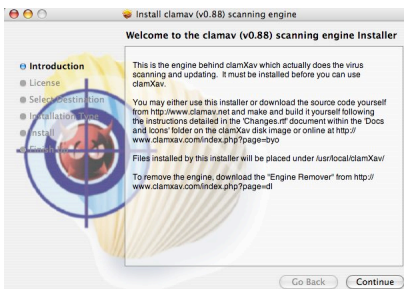 Install clamav (v0.88) scanning engine
Welcome to the clamav (v0.88) scanning engine Installer
Introduction
License
Select Destination
Installation Type
Install
Finish Up
This is the engine behind clamXav which actually does the virus
scanning and updating. It must be installed before you can use
clamXav.
You may either use this installer or download the source code yourself
from http://www.clamav.net and make and build it yourself following
the instructions detailed in the 'Changes.rtf' document within the 'Docs
and Icons' folder on the clamXav disk image or online at http://
www.clamxav.com/index.php?page=byo
Files installed by this installer will be placed under /usr/local/clamXav/
To remove the engine, download the "Engine Remover" from http://
www.clamxav.com/index.php?page=dl
Go Back
Continue